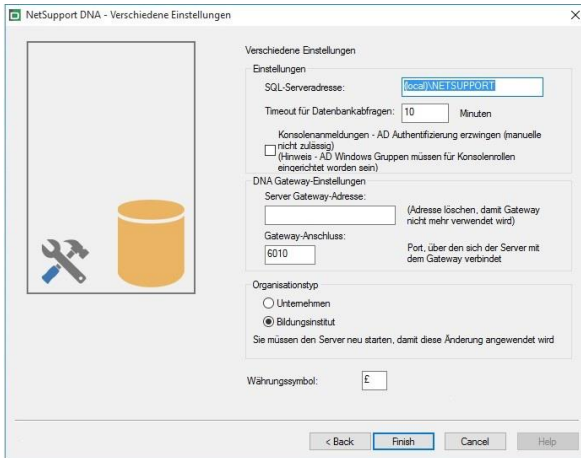 NetSupport DNA - Verschiedene Einstellungen
Verschiedene Einstellungen
Einstellungen
SQL-Serveradresse: (local)\NETSUPPORT
Timeout für Datenbankabfragen: 10 Minuten
Konsolenanmeldungen - AD Authentifizierung erzwingen (manuelle
nicht zulässig)
(Hinweis - AD Windows Gruppen müssen für Konsolenrollen
eingerichtet worden sein)
DNA Gateway-Einstellungen
Server Gateway-Adresse:
(Adresse löschen, damit Gateway
nicht mehr verwendet wird)
Gateway-Anschluss:
6010
Port, über den sich der Server mit
dem Gateway verbindet
Organisationstyp
Unternehmen
Bildungsinstitut
Sie müssen den Server neu starten, damit diese Änderung angewendet wird
Währungssymbol: £
< Back Finish Cancel Help